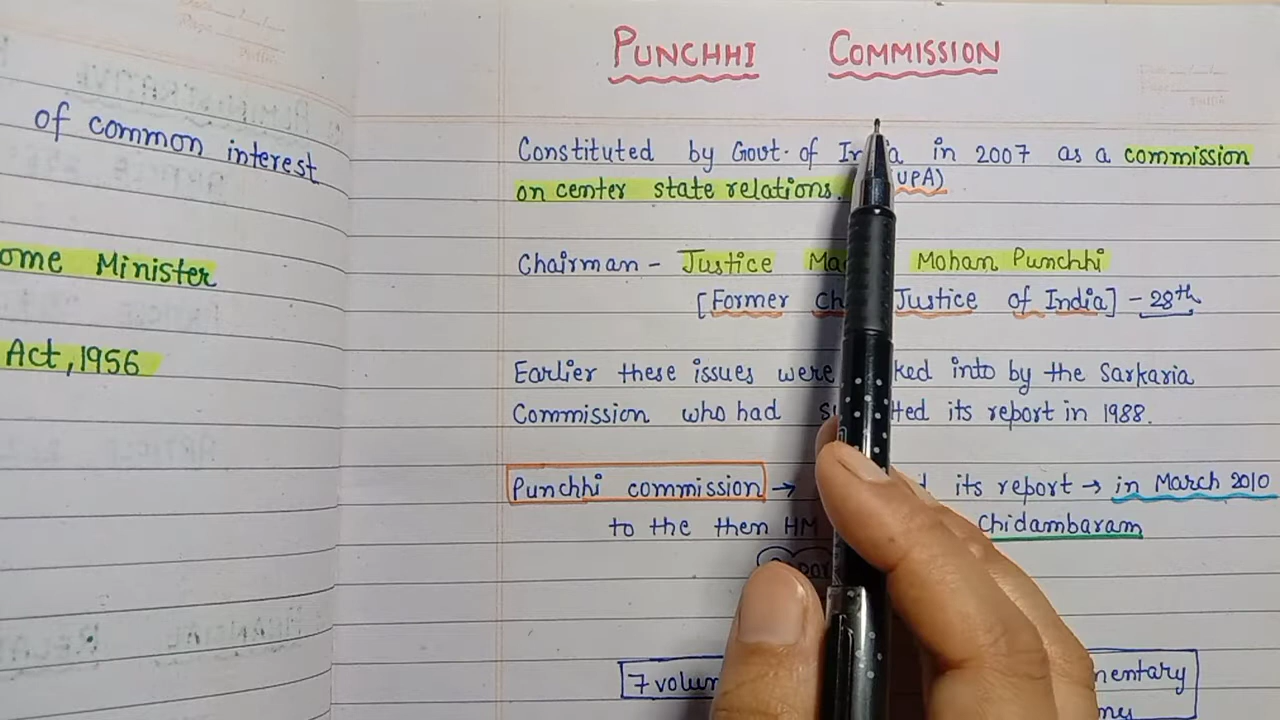 of common interest
ome Minister
Act, 1956
PUNCHHI COMMISSION
Constituted by Govt. of India in 2007 as a commission
on center state relations. UPA)
Chairman - Justice Mohan Punchhi
[Former Justice of India] - 28th
Earlier these issues were ked into by the Sarkaria
Commission who had its report in 1988.
Punchhi commission → its report → in March 2010
to the then HM Chidambaram
7 volum mentary